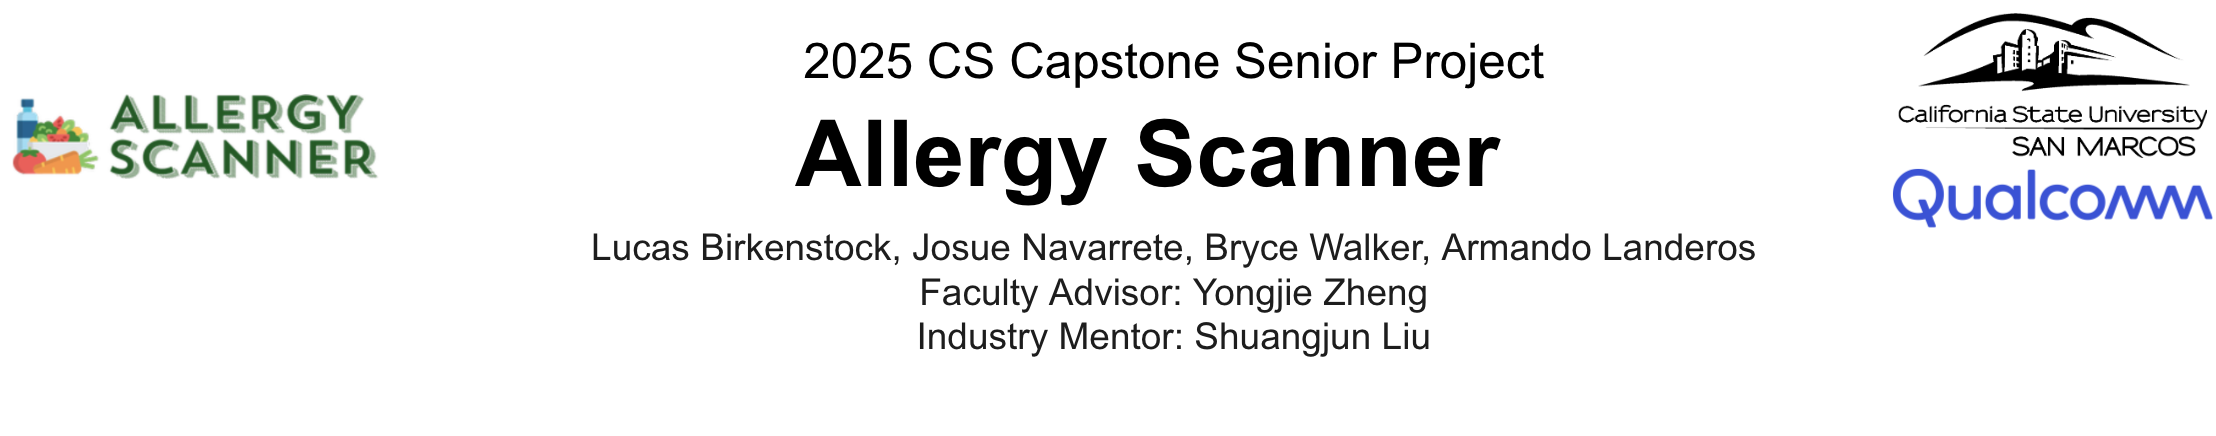 ALLERGY
SCANNER
2025 CS Capstone Senior Project
Allergy Scanner
Lucas Birkenstock, Josue Navarrete, Bryce Walker, Armando Landeros
Faculty Advisor: Yongjie Zheng
Industry Mentor: Shuangjun Liu
California State University
SAN MARCOS
Qualcomm